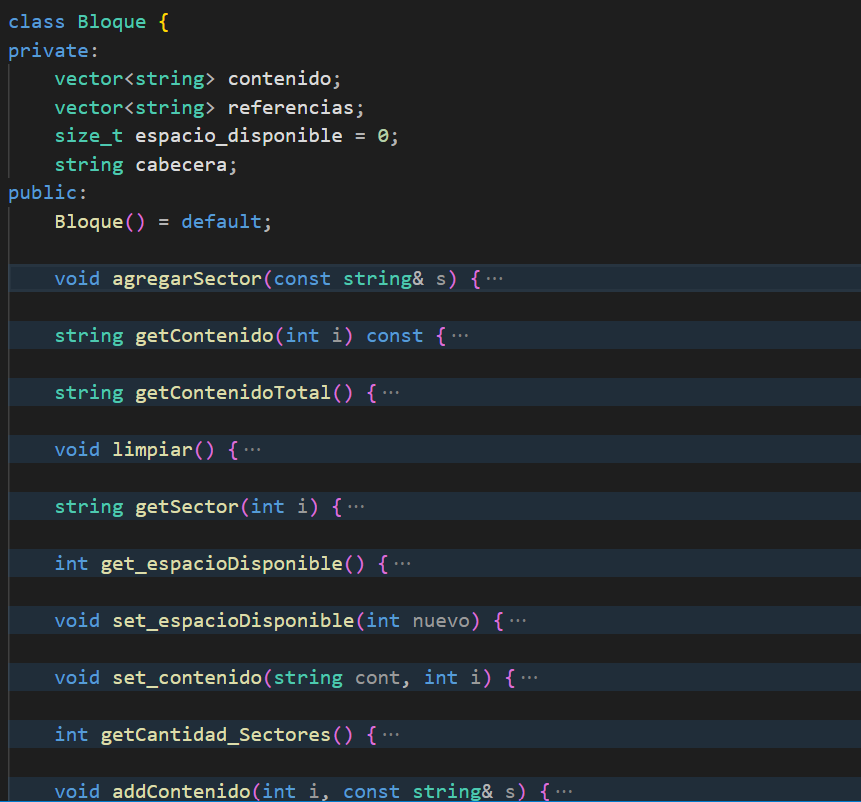 class Bloque {
private:
    vector<string> contenido;
    vector<string> referencias;
    size_t espacio_disponible = 0;
    string cabecera;
public:
    Bloque() = default;
    void agregarSector(const string& s) {···
    string getContenido(int i) const {···
    string getContenidoTotal() {···
    void limpiar() {···
    string getSector(int i) {···
    int get_espacioDisponible() {···
    void set_espacioDisponible(int nuevo) {···
    void set_contenido(string cont, int i) {···
    int getCantidad_Sectores() {···
    void addContenido(int i, const string& s) {···